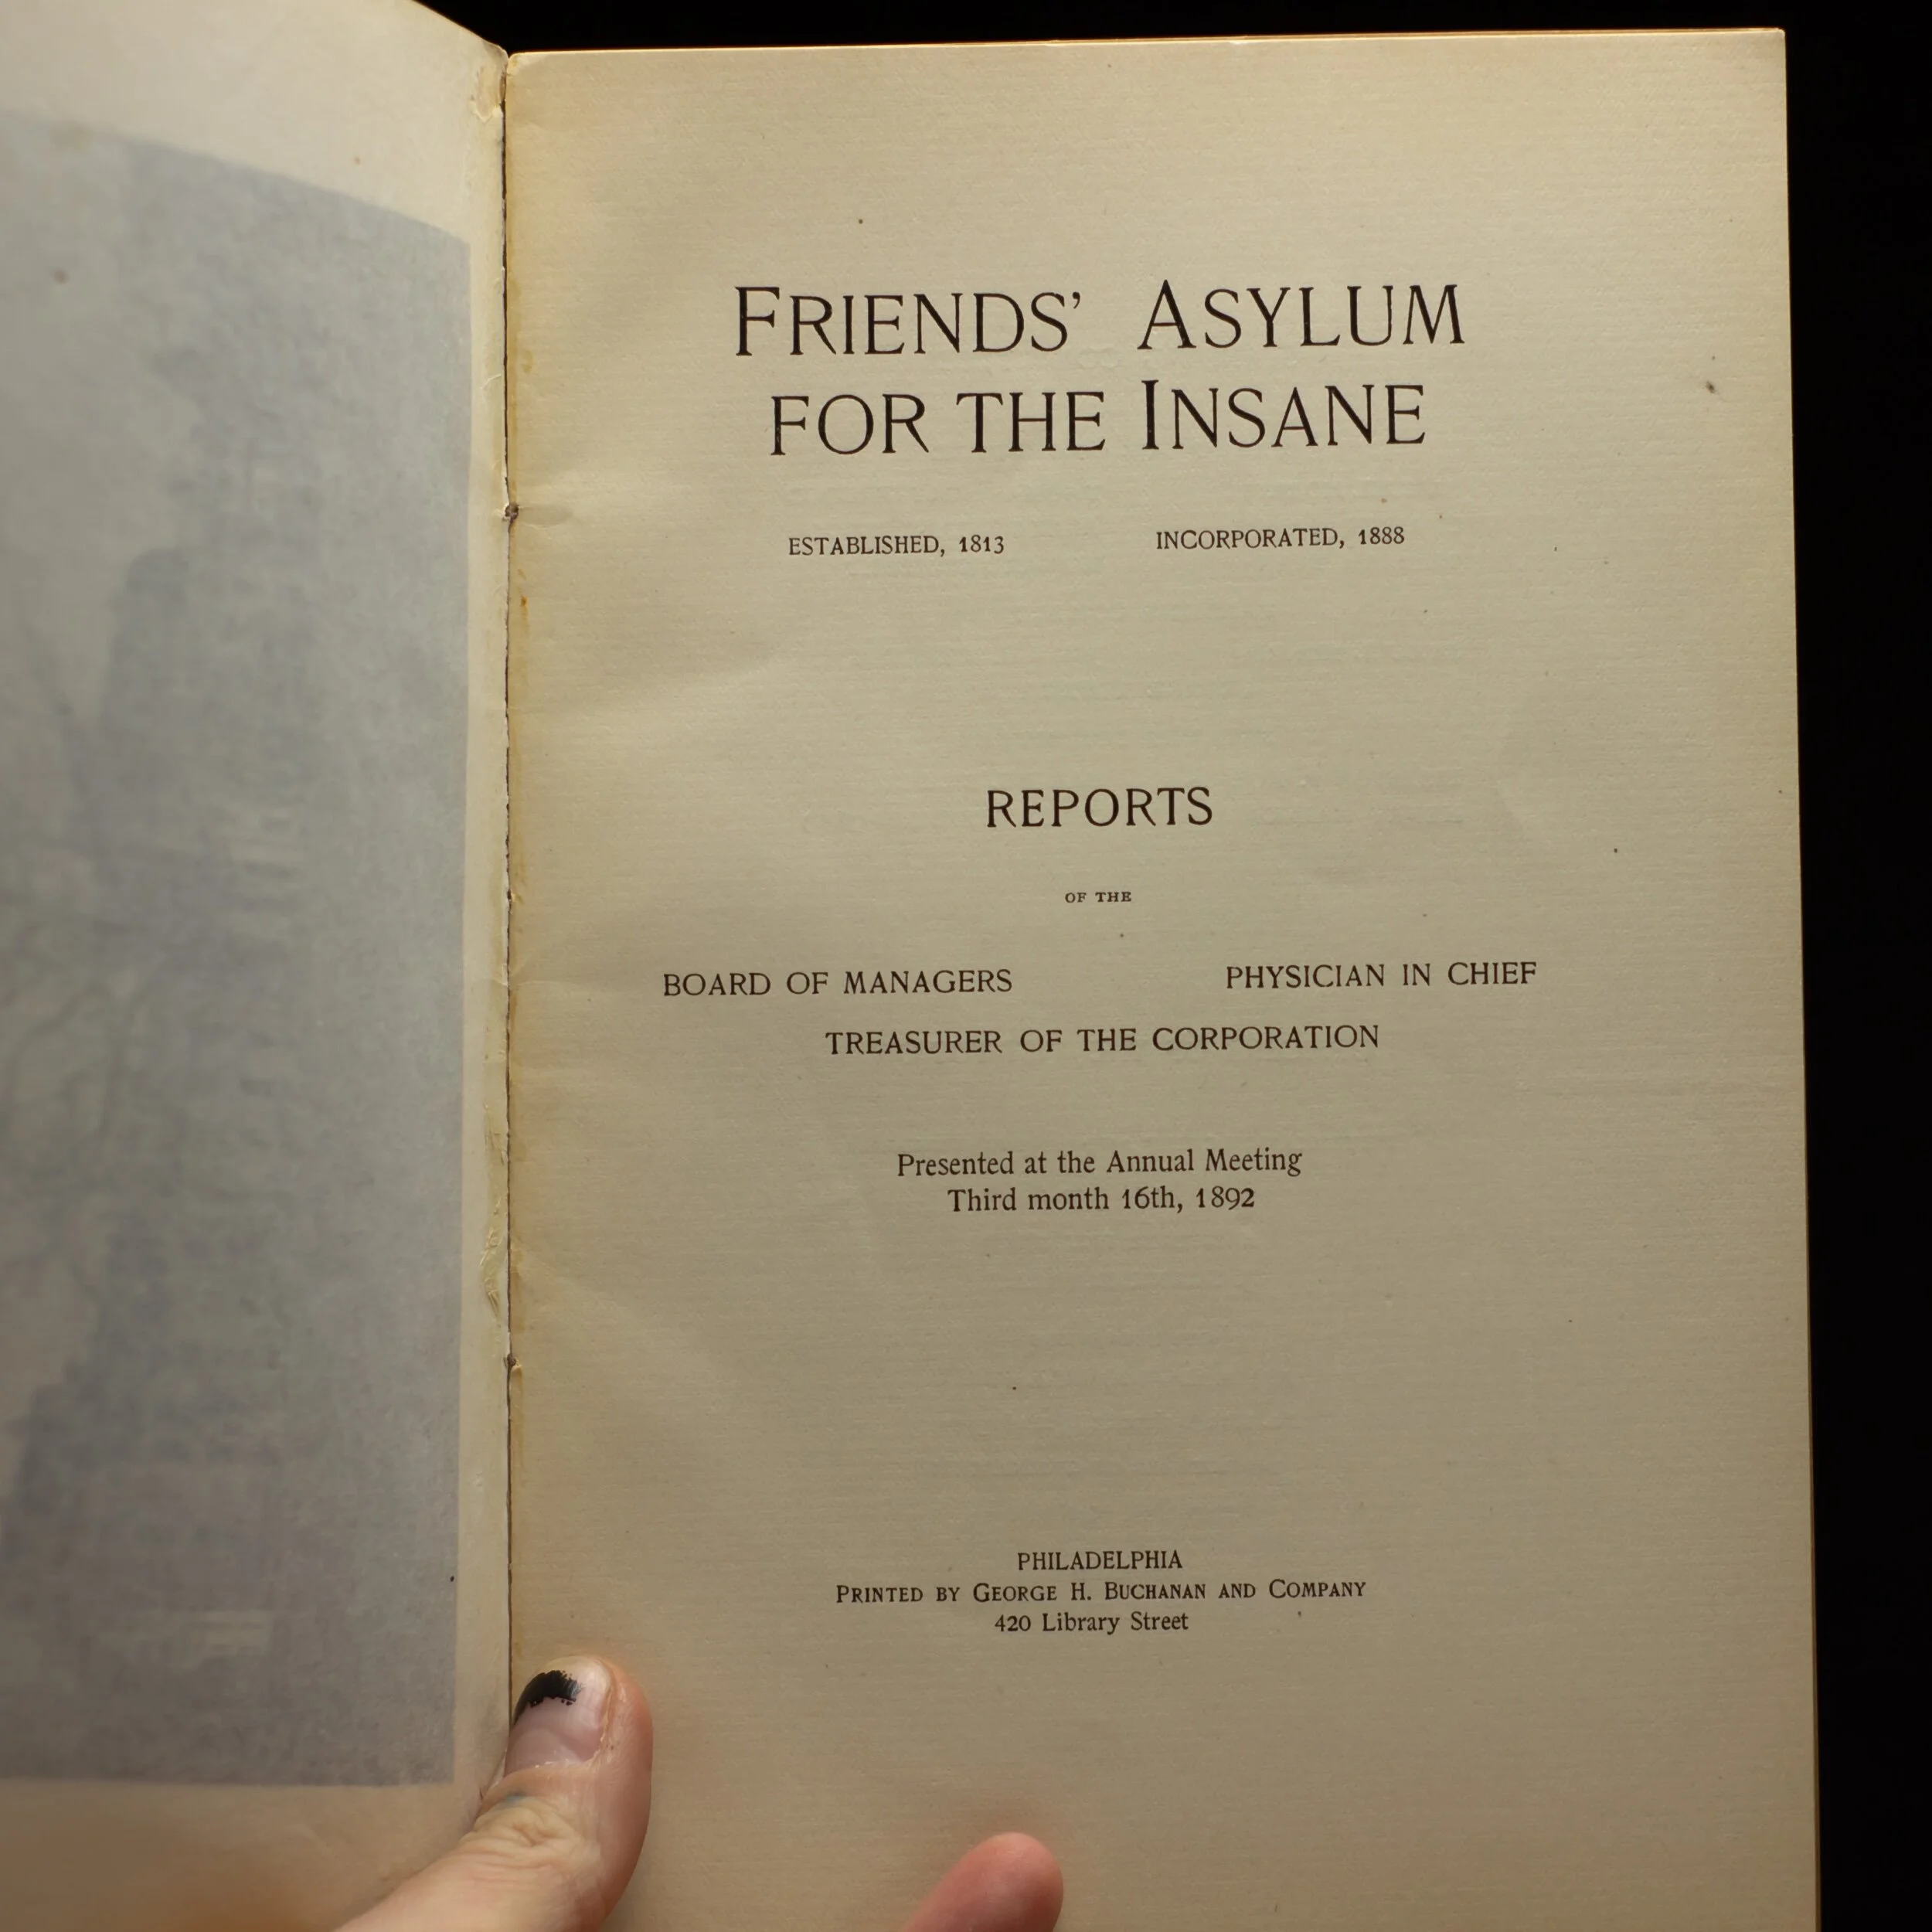 FRIENDS' ASYLUM
FOR THE INSANE
ESTABLISHED, 1813 INCORPORATED, 1888
REPORTS
OF THE
BOARD OF MANAGERS PHYSICIAN IN CHIEF
TREASURER OF THE CORPORATION
Presented at the Annual Meeting
Third month 16th, 1892
PHILADELPHIA
PRINTED BY GEORGE H. BUCHANAN AND COMPANY
420 Library Street